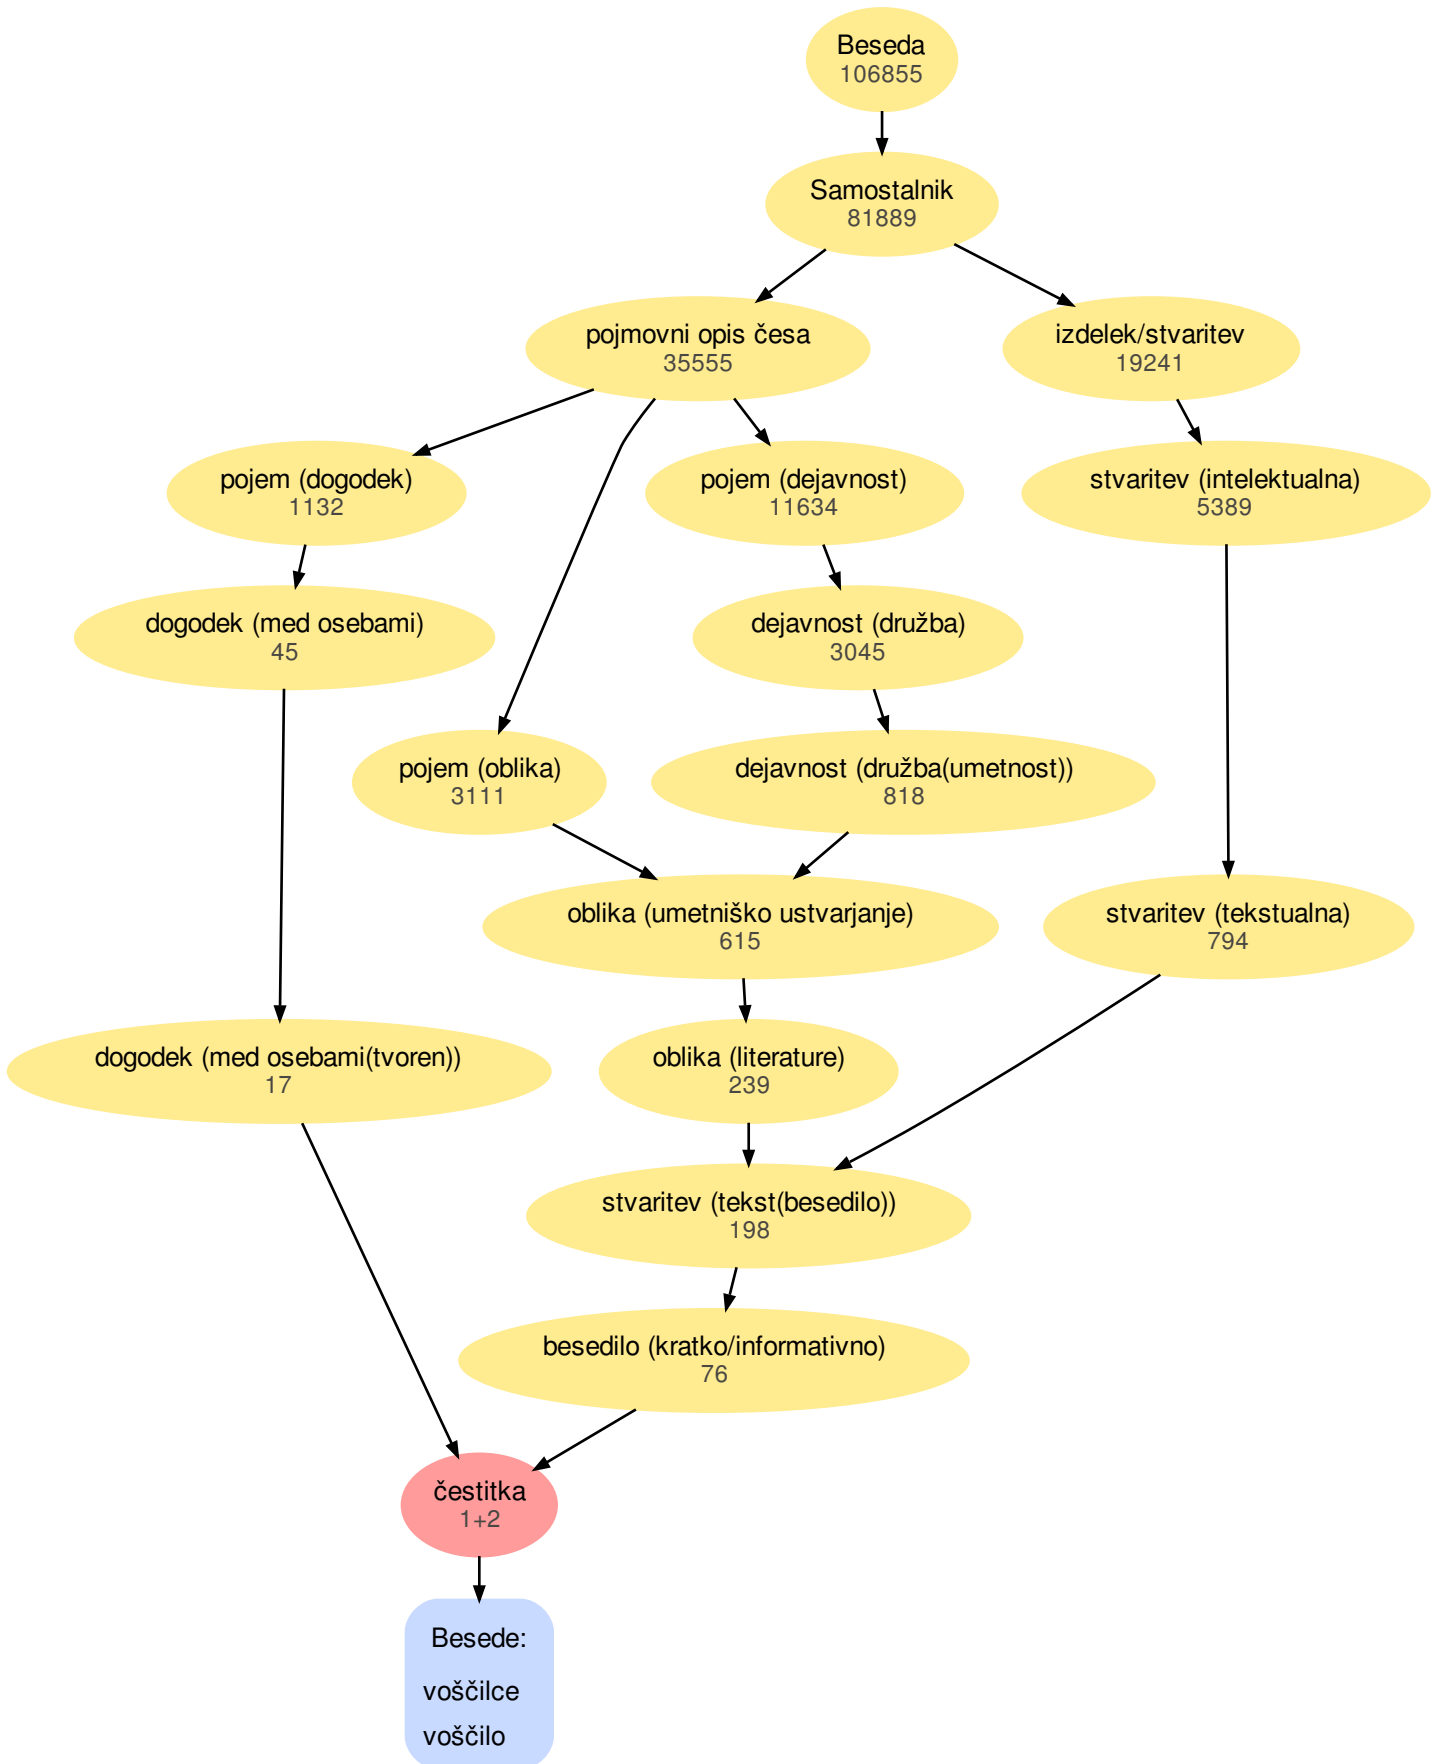 Beseda
106855
Samostalnik
81889
pojmovni opis česa
35555
izdelek/stvaritev
19241
pojem (dogodek)
1132
pojem (dejavnost)
11634
stvaritev (intelektualna)
5389
dogodek (med osebami)
45
dejavnost (družba)
3045
pojem (oblika)
3111
dejavnost (družba(umetnost))
818
oblika (umetniško ustvarjanje)
615
stvaritev (tekstualna)
794
dogodek (med osebami(tvoren))
17
oblika (literature)
239
stvaritev (tekst(besedilo))
198
besedilo (kratko/informativno)
76
čestitka
1+2
Besede:
voščilce
voščilo